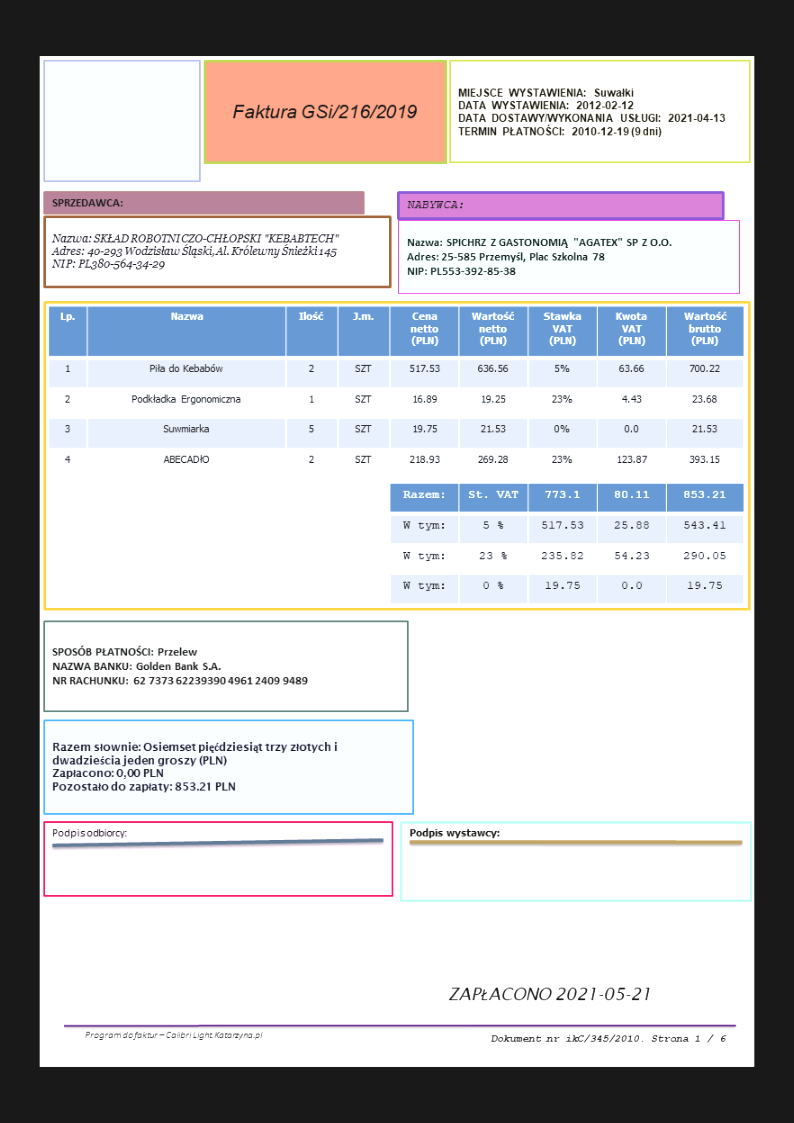 Faktura GSi/216/2019
MIEJSCE WYSTAWIENIA: Suwałki
DATA WYSTAWIENIA: 2012-02-12
DATA DOSTAWY/WYKONANIA USŁUGI: 2021-04-13
TERMIN PŁATNOŚCI: 2010-12-19 (9 dni)
SPRZEDAWCA:
Nazwa: SKŁAD ROBOTNICZO-CHŁOPSKI "KEBABTECH"
Adres: 40-293 Wodzisław Śląski, Al. Królewny Śnieżki 145
NIP: PL380-564-34-29
NABYWCA:
Nazwa: SPICHRZ Z GASTONOMIĄ "AGATEX" SP Z O.O.
Adres: 25-585 Przemyśl, Plac Szkolna 78
NIP: PL553-392-85-38
Lp. Nazwa Ilość J.m. Cena netto (PLN) Wartość netto (PLN) Stawka VAT (PLN) Kwota VAT (PLN) Wartość brutto (PLN)
1 Piła do Kebabów 2 SZT 517.53 636.56 5% 63.66 700.22
2 Podkładka Ergonomiczna 1 SZT 16.89 19.25 23% 4.43 23.68
3 Suwmiarka 5 SZT 19.75 21.53 0% 0.0 21.53
4 ABECADŁO 2 SZT 218.93 269.28 23% 123.87 393.15
Razem: St. VAT 773.1 80.11 853.21
W tym: 5 % 517.53 25.88 543.41
W tym: 23 % 235.82 54.23 290.05
W tym: 0 % 19.75 0.0 19.75
SPOSÓB PŁATNOŚCI: Przelew
NAZWA BANKU: Golden Bank S.A.
NR RACHUNKU: 62 7373 6223 9390 4961 2409 9489
Razem słownie: Osiemset pięćdziesiąt trzy złotych i
dwadzieścia jeden groszy (PLN)
Zapłacono: 0,00 PLN
Pozostało do zapłaty: 853.21 PLN
Podpis odbiorcy:
Podpis wystawcy:
ZAPŁACONO 2021-05-21
Program do faktur – Calibri Light.Katarzyna.pl
Dokument nr ikC/345/2010. Strona 1 / 6